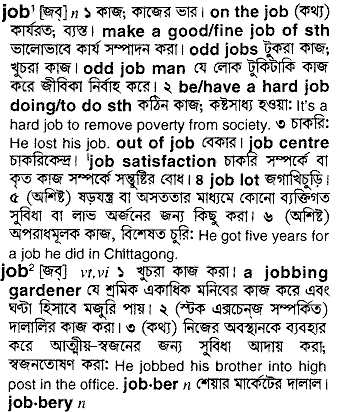 job¹ [জব্] n ১ কাজ; কাজের ভার। on the job (কথ্য)
কার্যরত; ব্যস্ত। make a good/fine job of sth
ভালোভাবে কার্য সম্পাদন করা। odd jobs টুকরা কাজ;
খুচরা কাজ। odd job man যে লোক টুকিটাকি কাজ
করে জীবিকা নির্বাহ করে। ২ be/have a hard job
doing/to do sth কঠিন কাজ; কষ্টসাধ্য হওয়া: It's a
hard job to remove poverty from society. ৩ চাকরি:
He lost his job. out of job বেকার। job centre
চাকরিকেন্দ্র। ˈjob satisfaction চাকরি সম্পর্কে বা
কৃত কাজ সম্পর্কে সন্তুষ্টির বোধ। ৪ job lot জগাখিচুড়ি।
৫ (অশিষ্ট) ষড়যন্ত্র বা অসততার মাধ্যমে কোনো ব্যক্তিগত
সুবিধা বা লাভ অর্জনের জন্য কিছু করা। ৬ (অশিষ্ট)
অপরাধমূলক কাজ, বিশেষত চুরি: He got five years for
a job he did in Chittagong.
job² [জব্] vt,vi ১ খুচরা কাজ করা। a jobbing
gardener যে শ্রমিক একাধিক মনিবের কাজ করে এবং
ঘণ্টা হিসাবে মজুরি পায়। ২ (স্টক এক্সচেনজ সম্পর্কিত)
দালালির কাজ করা। ৩ (কথ্য) নিজের অবস্থানকে ব্যবহার
করে আত্মীয়-স্বজনের জন্য সুবিধা আদায় করা;
স্বজনতোষণ করা: He jobbed his brother into high
post in the office. job·ber n শেয়ার মার্কেটের দালাল।
job·bery n